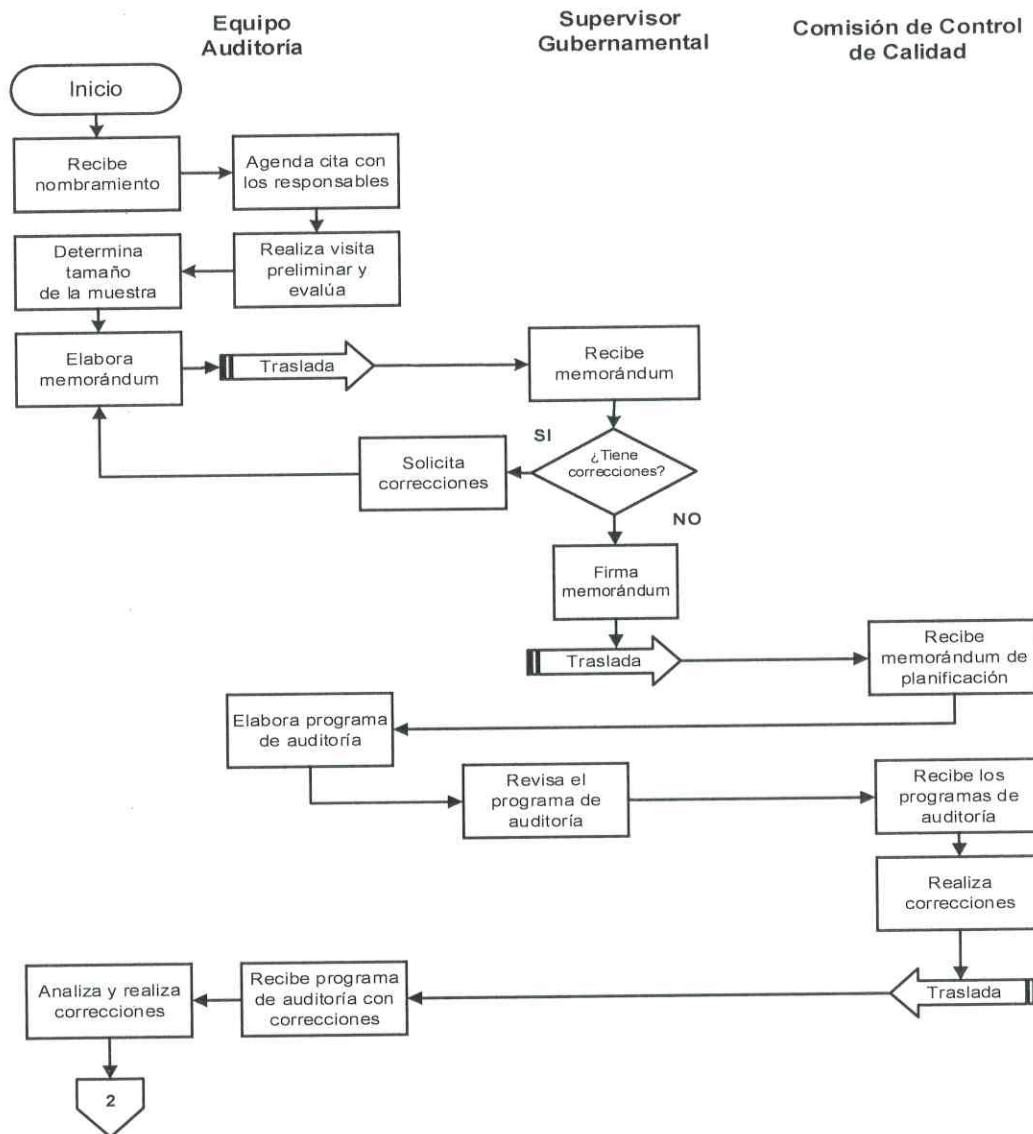 Equipo
Auditoría
Supervisor
Gubernamental
Comisión de Control
de Calidad
Inicio
Recibe
nombramiento
Agenda cita con
los responsables
Determina
tamaño
de la muestra
Realiza visita
preliminar y
evalúa
Elabora
memorándum
Traslada
Recibe
memorándum
SI
¿Tiene
correcciones?
Solicita
correcciones
NO
Firma
memorándum
Traslada
Recibe
memorándum de
planificación
Elabora programa
de auditoría
Revisa el
programa de
auditoría
Recibe los
programas de
auditoría
Realiza
correcciones
Analiza y realiza
correcciones
Recibe programa
de auditoría con
correcciones
Traslada
2